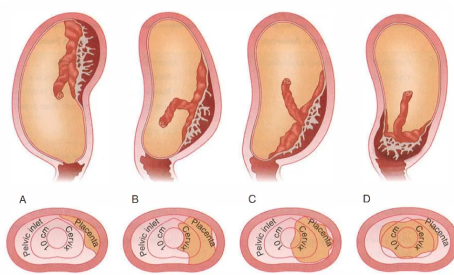 A
B
C
D
Pelvic inlet
10 cm
Cervix
Placenta
Pelvic inlet
10 cm
Cervix
Placenta
Pelvic inlet
10 cm
Cervix
Placenta
Pelvic inlet
10 cm
Cervix
Placenta